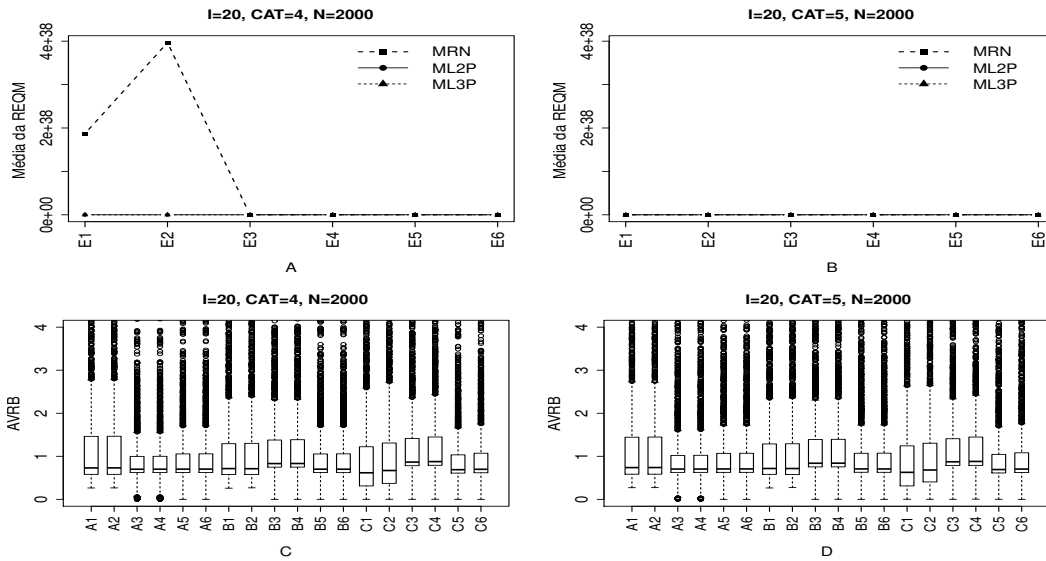 I=20, CAT=4, N=2000
Média da REQM
4e+38
2e+38
0e+00
MRN
ML2P
ML3P
E1 E2 E3 E4 E5 E6
A
I=20, CAT=5, N=2000
Média da REQM
4e+38
2e+38
0e+00
MRN
ML2P
ML3P
E1 E2 E3 E4 E5 E6
B
I=20, CAT=4, N=2000
AVRB
4
3
2
1
0
A1 A2 A3 A4 A5 A6 B1 B2 B3 B4 B5 B6 C1 C2 C3 C4 C5 C6
C
I=20, CAT=5, N=2000
AVRB
4
3
2
1
0
A1 A2 A3 A4 A5 A6 B1 B2 B3 B4 B5 B6 C1 C2 C3 C4 C5 C6
D